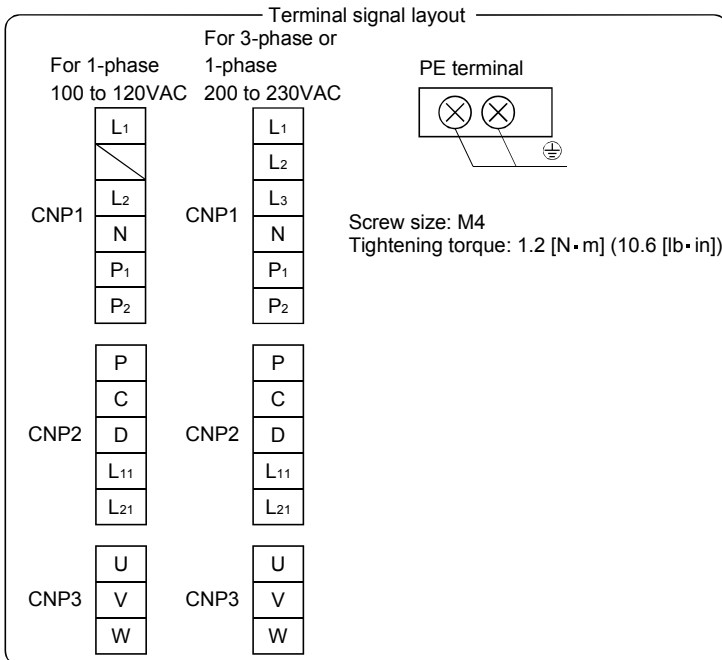 Terminal signal layout
For 1-phase
100 to 120VAC
CNP1
L1
L2
N
P1
P2
CNP2
P
C
D
L11
L21
CNP3
U
V
W
For 3-phase or
1-phase
200 to 230VAC
CNP1
L1
L2
L3
N
P1
P2
CNP2
P
C
D
L11
L21
CNP3
U
V
W
PE terminal
Screw size: M4
Tightening torque: 1.2 [N▪m] (10.6 [lb▪in])